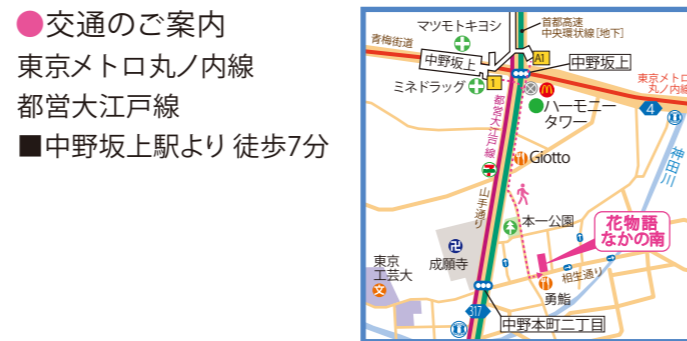 ●交通のご案内
東京メトロ丸ノ内線
都営大江戸線
■中野坂上駅より 徒歩7分
マツモトキヨシ
首都高速
中央環状線[地下]
青梅街道
中野坂上
A1
中野坂上
ミネドラッグ
1
東京メトロ
丸ノ内線
都営大江戸線
ハーモニー
タワー
4
神田川
Giotto
7
山手通り
本一公園
花物語
なかの南
東京
工芸大
文
成願寺
相生通り
勇鮨
317
中野本町二丁目